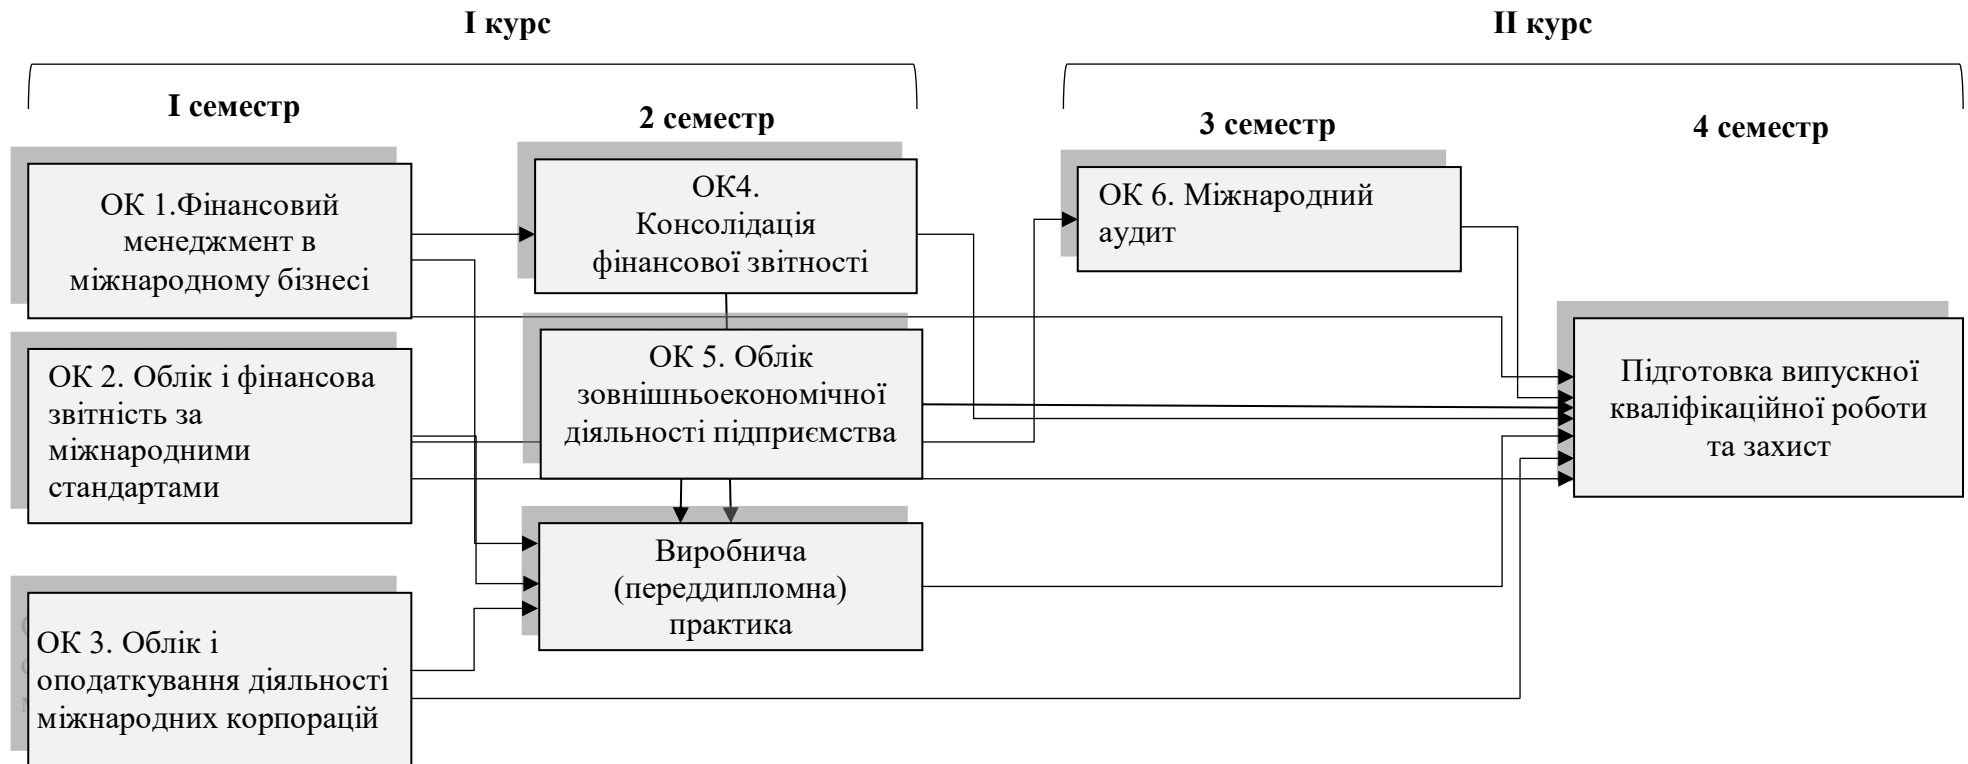 І курс
ІІ курс
І семестр
2 семестр
3 семестр
4 семестр
ОК 1.Фінансовий
менеджмент в
міжнародному бізнесі
ОК 2. Облік і фінансова
звітність за
міжнародними
стандартами
ОК 3. Облік і
оподаткування діяльності
міжнародних корпорацій
ОК4.
Консолідація
фінансової звітності
ОК 5. Облік
зовнішньоекономічної
діяльності підприємства
Виробнича
(переддипломна)
практика
ОК 6. Міжнародний
аудит
Підготовка випускної
кваліфікаційної роботи
та захист